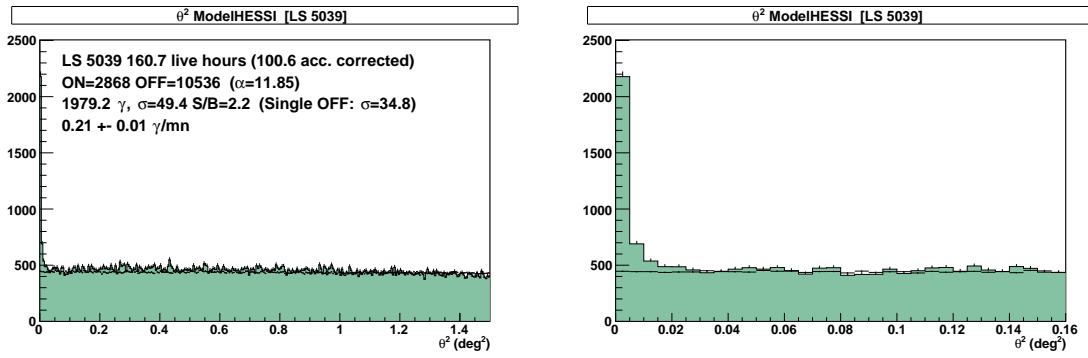 θ² ModelHESSI [LS 5039]
2500
2000
1500
1000
500
0
LS 5039 160.7 live hours (100.6 acc. corrected)
ON=2868 OFF=10536 (α=11.85)
1979.2 γ, σ=49.4 S/B=2.2 (Single OFF: σ=34.8)
0.21 +- 0.01 γ/mn
0 0.2 0.4 0.6 0.8 1 1.2 1.4
θ² (deg²)
θ² ModelHESSI [LS 5039]
2500
2000
1500
1000
500
0
0 0.02 0.04 0.06 0.08 0.1 0.12 0.14 0.16
θ² (deg²)